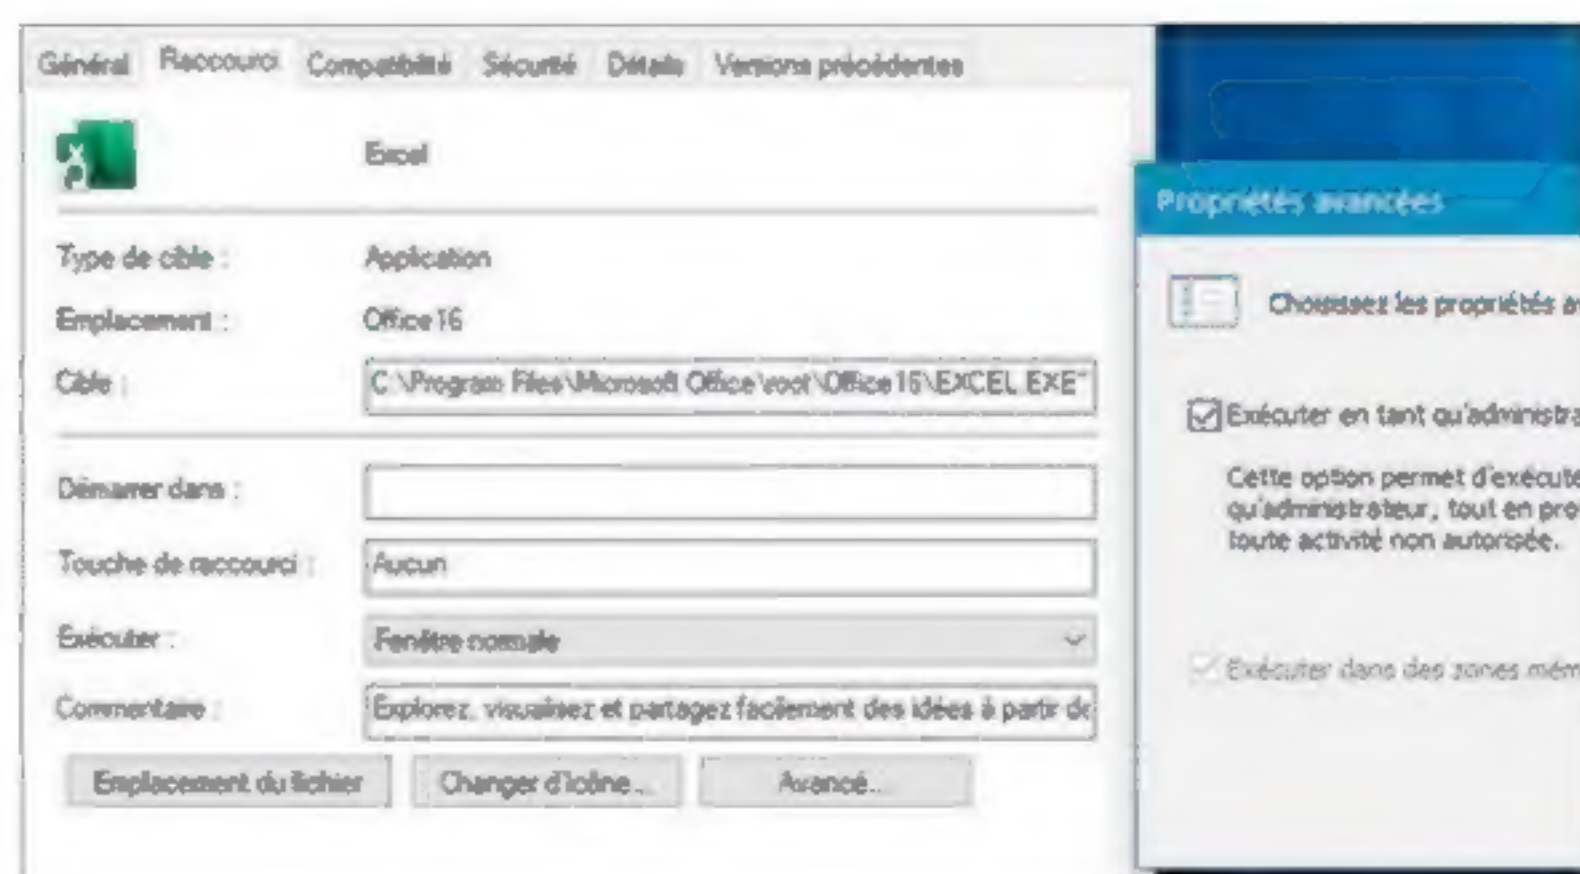 Général Raccourci Compatibilité Sécurité Détails Versions précédentes
Excel
Type de cible : Application
Emplacement : Office16
Cible : C:\Program Files\Microsoft Office\root\Office16\EXCEL.EXE"
Démarrer dans :
Touche de raccourci : Aucun
Exécuter : Fenêtre normale
Commentaire : Explorez, visualisez et partagez facilement des idées à partir de
Emplacement du fichier Changer d'icône... Avancé...
Propriétés avancées
Choisissez les propriétés av
Exécuter en tant qu'administra
Cette option permet d'exécute
qu'administrateur, tout en pro
toute activité non autorisée.
Exécuter dans des zones mém